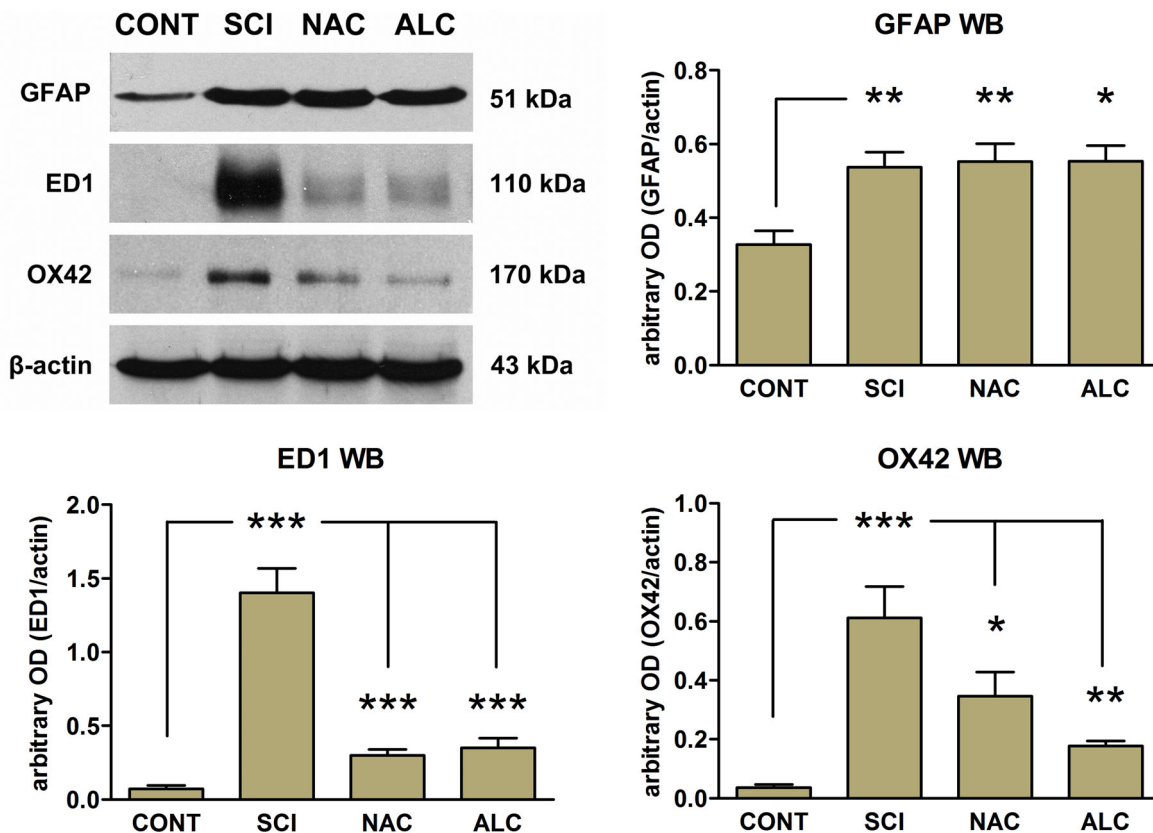 CONT SCI NAC ALC
GFAP 51 kDa
ED1 110 kDa
OX42 170 kDa
β-actin 43 kDa
GFAP WB
arbitrary OD (GFAP/actin)
0.8
0.6
0.4
0.2
0.0
** ** *
CONT SCI NAC ALC
ED1 WB
arbitrary OD (ED1/actin)
2.0
1.5
1.0
0.5
0.0
***
*** ***
CONT SCI NAC ALC
OX42 WB
arbitrary OD (OX42/actin)
1.0
0.8
0.6
0.4
0.2
0.0
***
*
**
CONT SCI NAC ALC